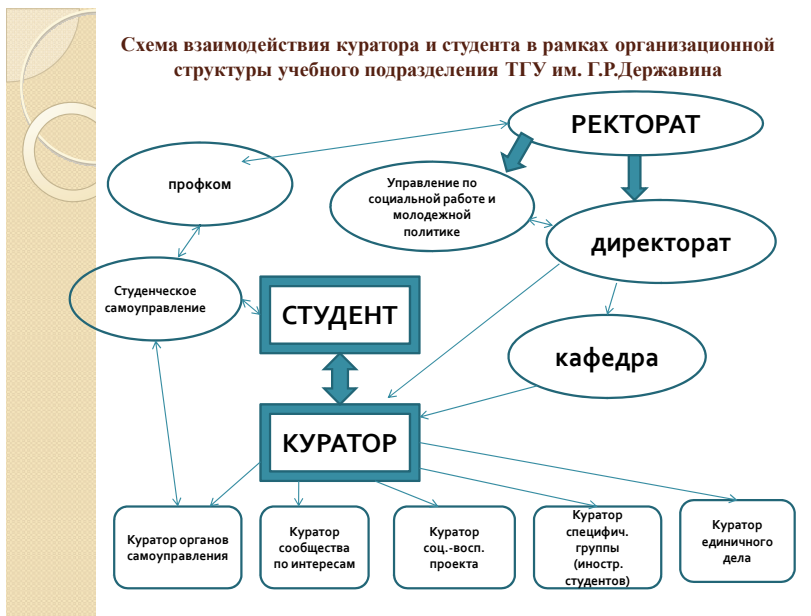 Схема взаимодействия куратора и студента в рамках организационной
структуры учебного подразделения ТГУ им. Г.Р.Державина
РЕКТОРАТ
профком
Управление по
социальной работе и
молодежной
политике
директорат
Студенческое
самоуправление
СТУДЕНТ
кафедра
КУРАТОР
Куратор органов
самоуправления
Куратор
сообщества
по интересам
Куратор
соц.-восп.
проекта
Куратор
специфич.
группы
(иностр.
студентов)
Куратор
единичного
дела